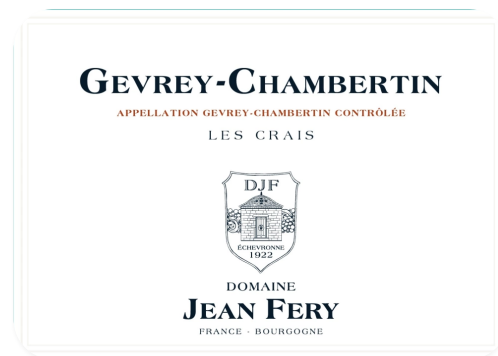 GEVREY-CHAMBERTIN
APPELLATION GEVREY-CHAMBERTIN CONTRÔLÉE
LES CRAIS
DJF
ÉCHEVRONNE
1922
DOMAINE
JEAN FERY
FRANCE - BOURGOGNE